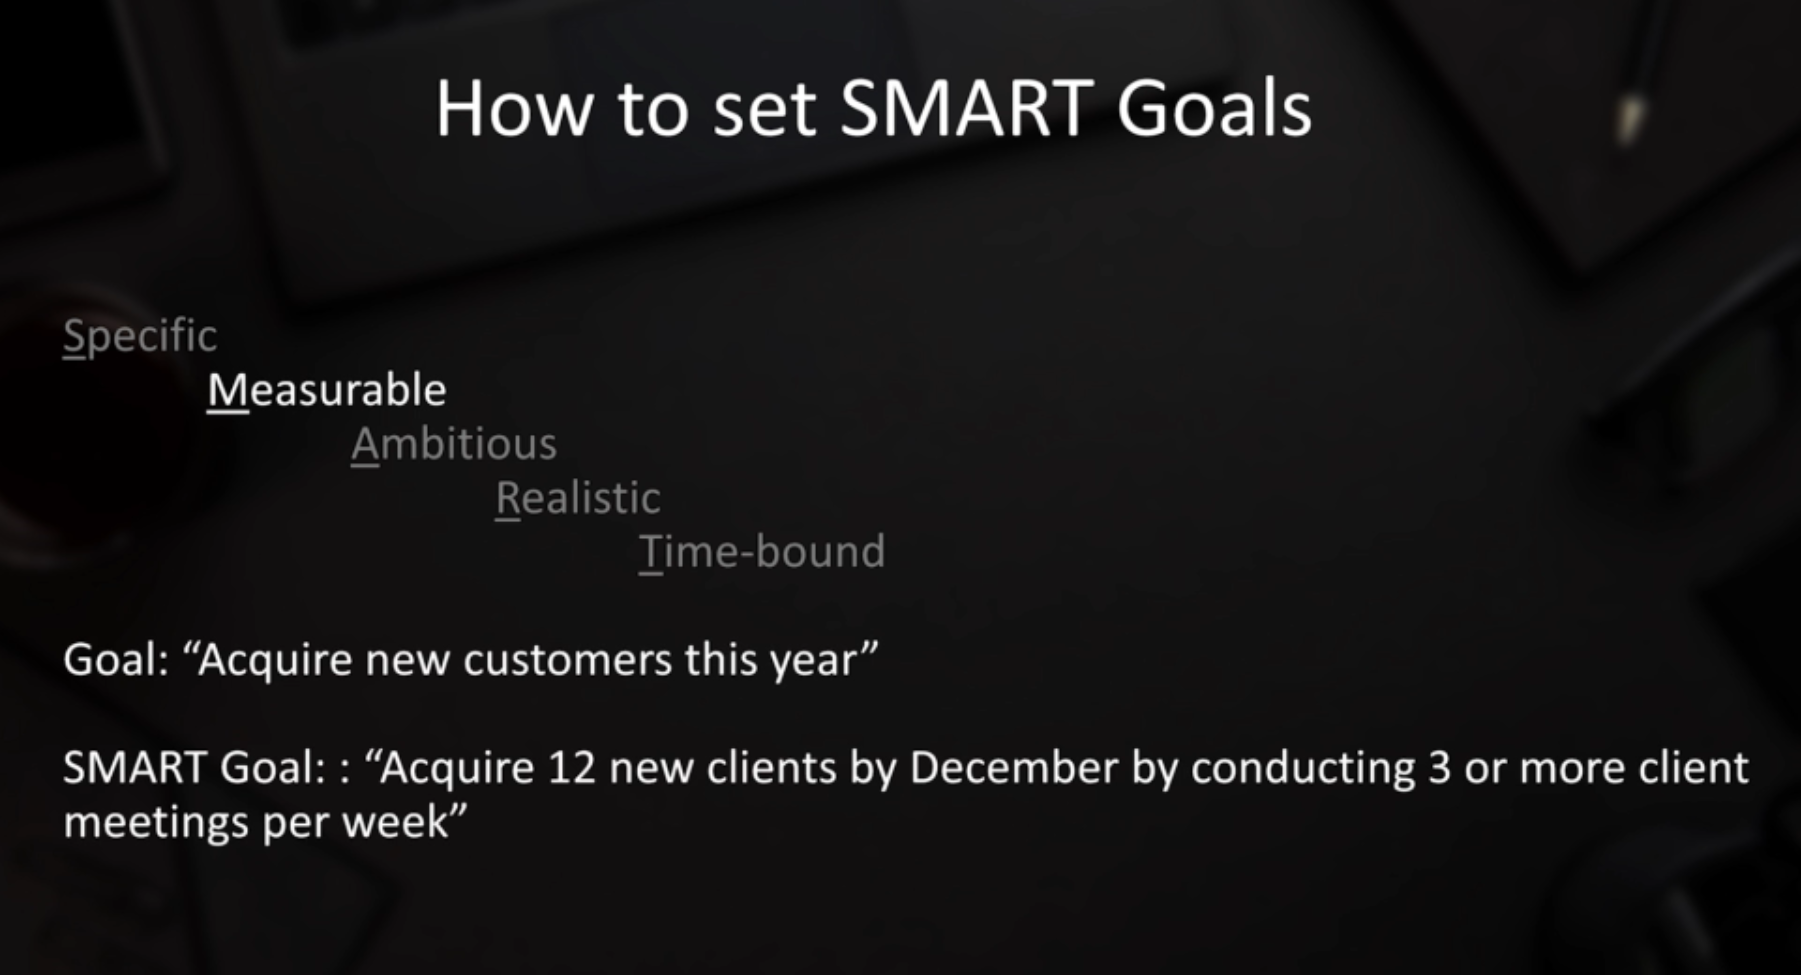 How to set SMART Goals
Specific
Measurable
Ambitious
Realistic
Time-bound
Goal: “Acquire new customers this year”
SMART Goal: : “Acquire 12 new clients by December by conducting 3 or more client
meetings per week”